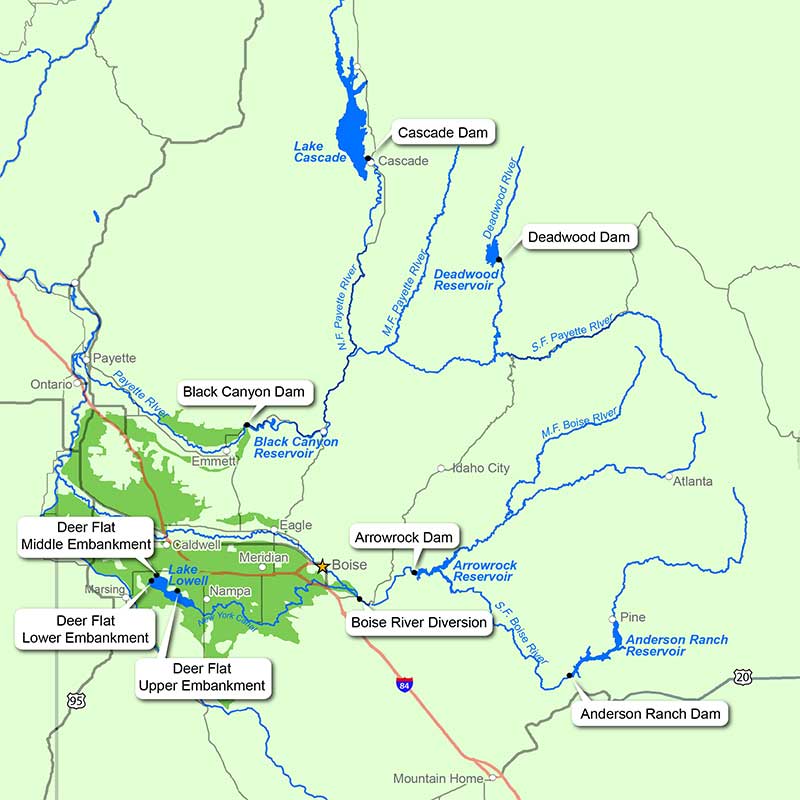 Cascade Dam
Lake
Cascade
Cascade
Deadwood River
Deadwood Dam
Deadwood
Reservoir
N.F. Payette River
M.F. Payette River
S.F. Payette River
Payette
Ontario
Payette River
Black Canyon Dam
Black Canyon
Reservoir
Emmett
M.F. Boise River
Idaho City
Atlanta
Deer Flat
Middle Embankment
Eagle
Caldwell
Meridian
Boise
Arrowrock Dam
Arrowrock
Reservoir
Lake
Lowell
Marsing
Nampa
New York Canal
Deer Flat
Lower Embankment
Boise River Diversion
S.F. Boise River
Pine
Anderson Ranch
Reservoir
Deer Flat
Upper Embankment
20
84
95
Anderson Ranch Dam
Mountain Home